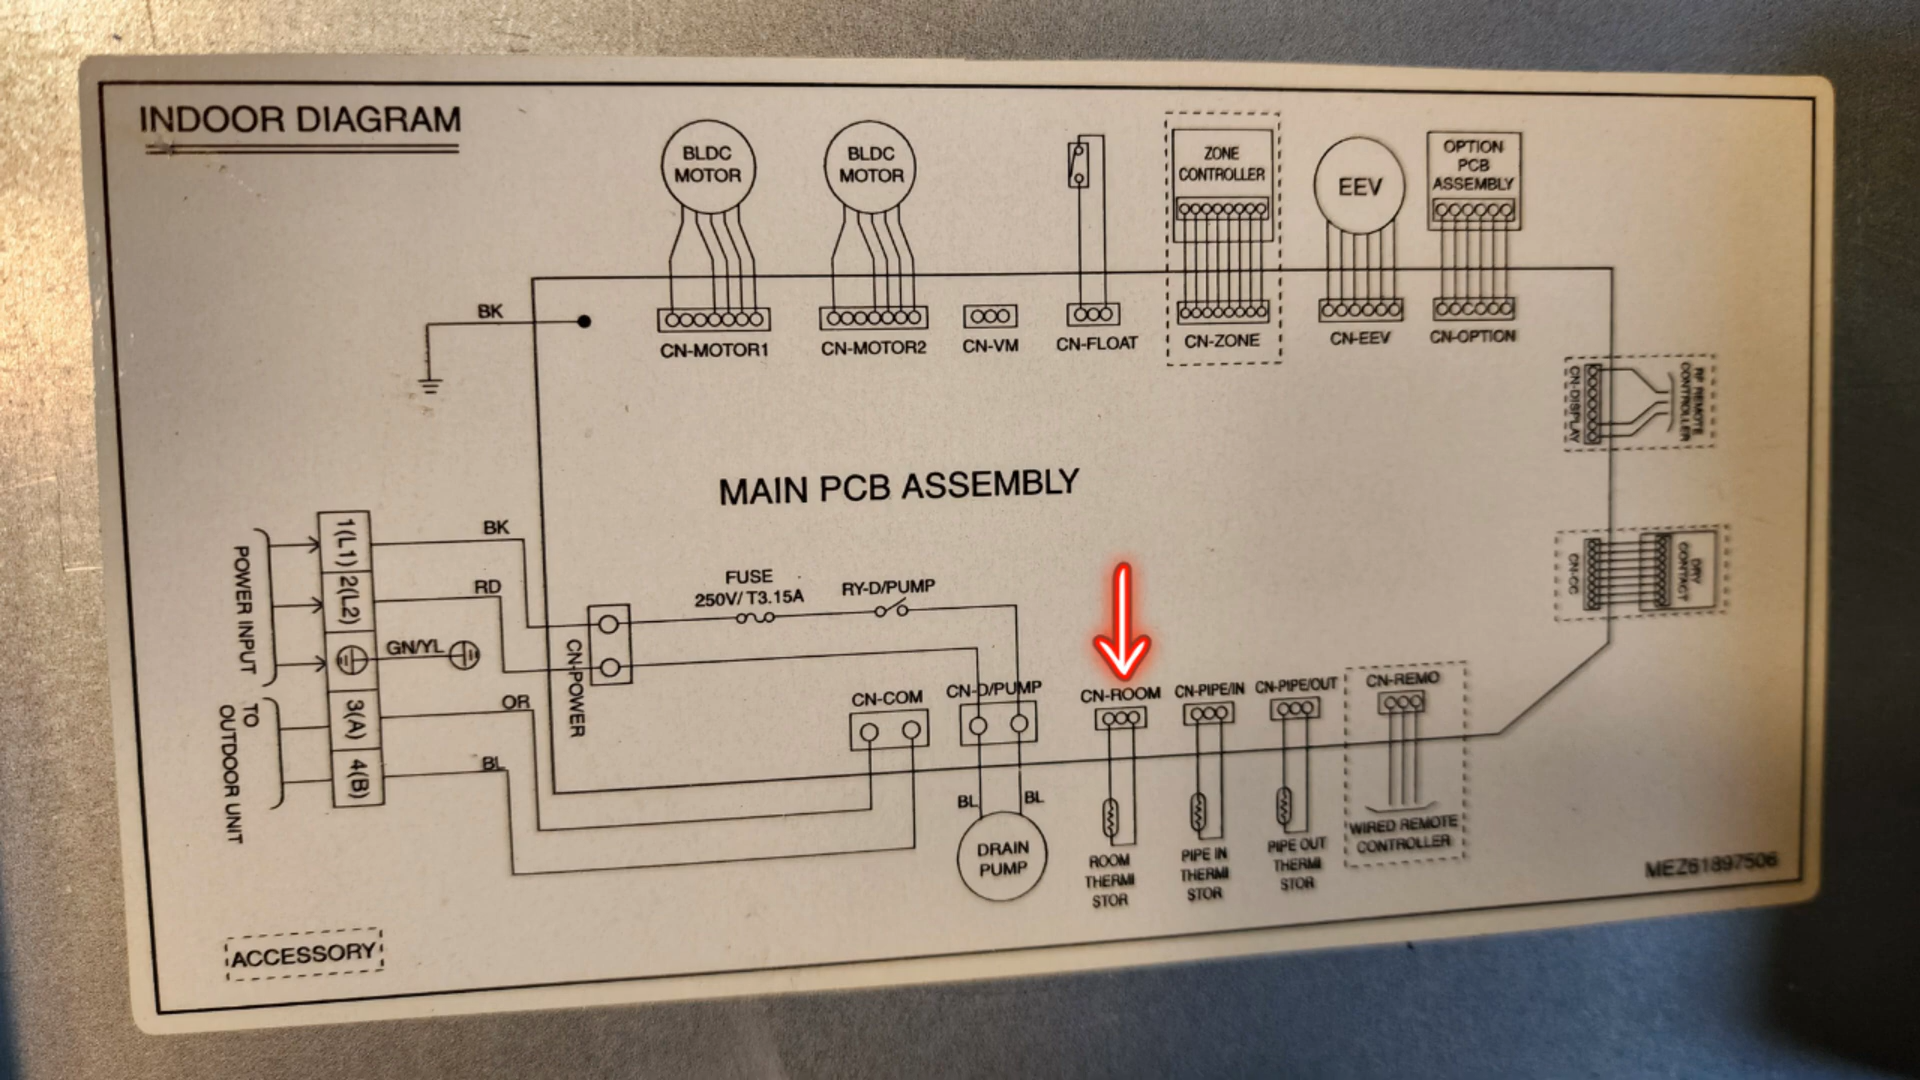 INDOOR DIAGRAM
BLDC
MOTOR
BLDC
MOTOR
ZONE
CONTROLLER
EEV
OPTION
PCB
ASSEMBLY
BK
CN-MOTOR1
CN-MOTOR2
CN-VM
CN-FLOAT
CN-ZONE
CN-EEV
CN-OPTION
CN-DISPLAY
RF REMOTE
CONTROLLER
MAIN PCB ASSEMBLY
CN-CC
DRY
CONTACT
POWER INPUT
1(L1)
2(L2)
BK
RD
GN/YL
FUSE
250V/ T3.15A
RY-D/PUMP
CN-POWER
TO
OUTDOOR UNIT
3(A)
4(B)
OR
BL
CN-COM
CN-D/PUMP
CN-ROOM
CN-PIPE/IN
CN-PIPE/OUT
CN-REMO
BL
BL
DRAIN
PUMP
ROOM
THERMI
STOR
PIPE IN
THERMI
STOR
PIPE OUT
THERMI
STOR
WIRED REMOTE
CONTROLLER
MEZ61897506
ACCESSORY